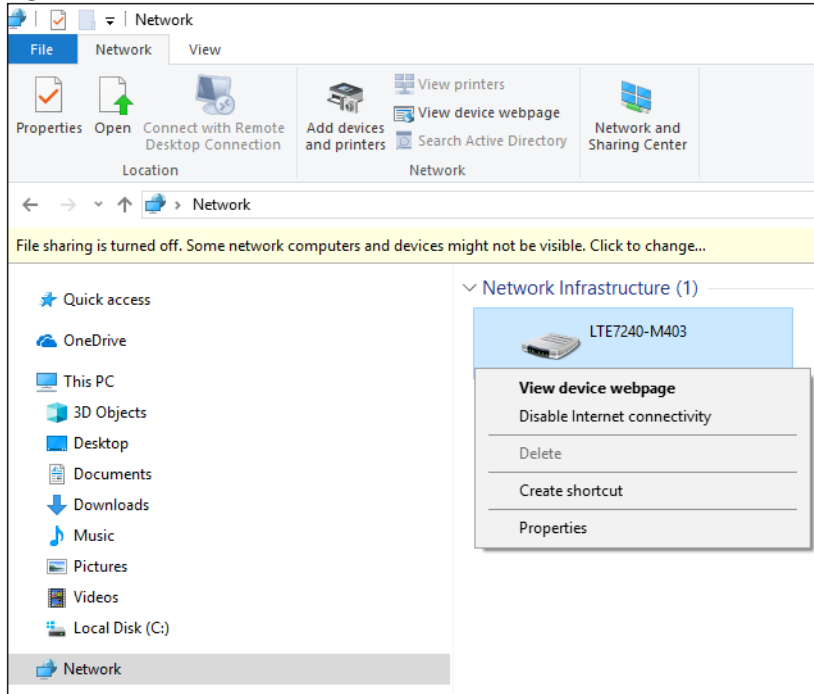 Network
File Network View
Properties Open Connect with Remote
Desktop Connection
Location
Add devices
and printers
View printers
View device webpage
Search Active Directory
Network
Network and
Sharing Center
Network
File sharing is turned off. Some network computers and devices might not be visible. Click to change...
Quick access
OneDrive
This PC
3D Objects
Desktop
Documents
Downloads
Music
Pictures
Videos
Local Disk (C:)
Network
Network Infrastructure (1)
LTE7240-M403
View device webpage
Disable Internet connectivity
Delete
Create shortcut
Properties